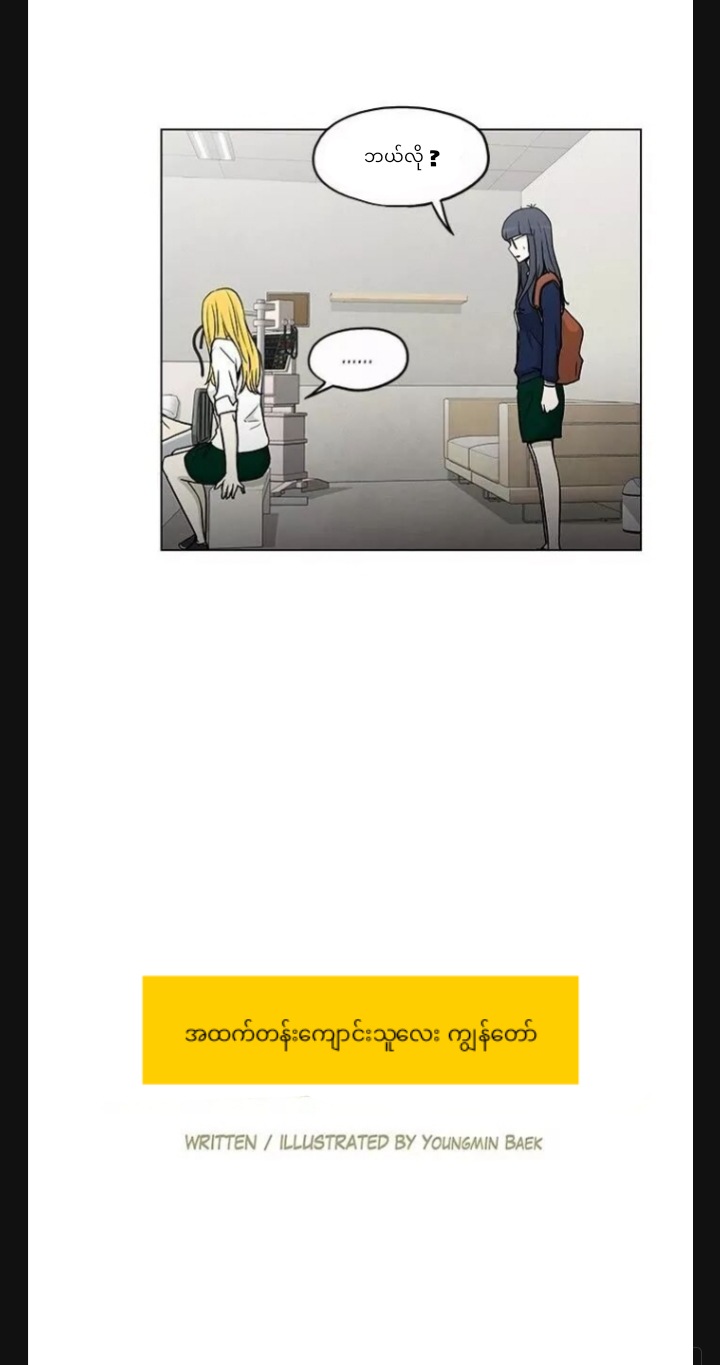 ဘယ်လို ?
......
အထက်တန်းကျောင်းသူလေး ကျွန်တော်
WRITTEN / ILLUSTRATED BY YOUNGMIN BAEK